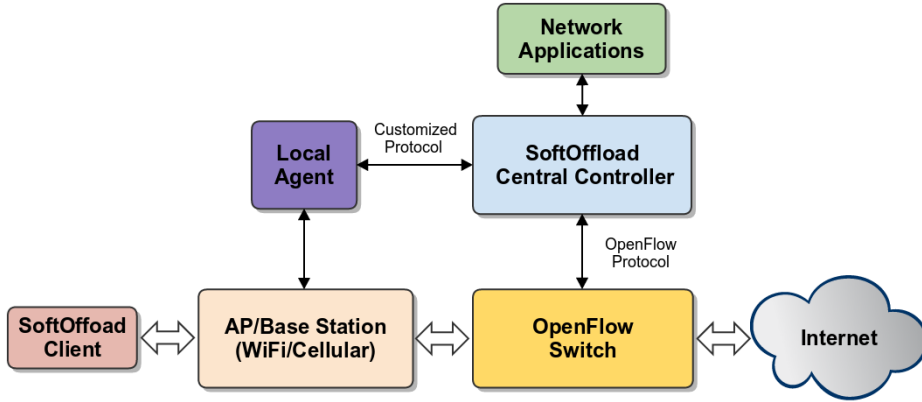 Network
Applications
Customized
Protocol
Local
Agent
SoftOffload
Central Controller
OpenFlow
Protocol
SoftOffoad
Client
AP/Base Station
(WiFi/Cellular)
OpenFlow
Switch
Internet